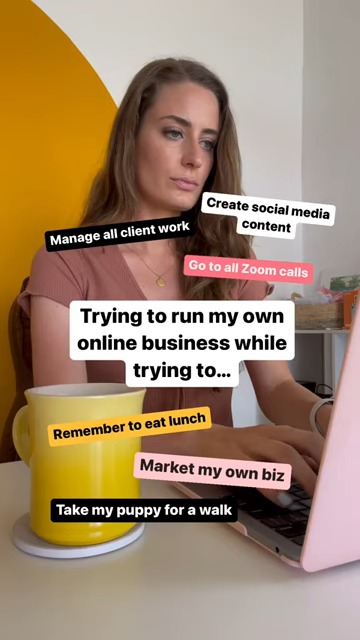 Create social media
content
Manage all client work
Go to all Zoom calls
Trying to run my own
online business while
trying to...
Remember to eat lunch
Market my own biz
Take my puppy for a walk